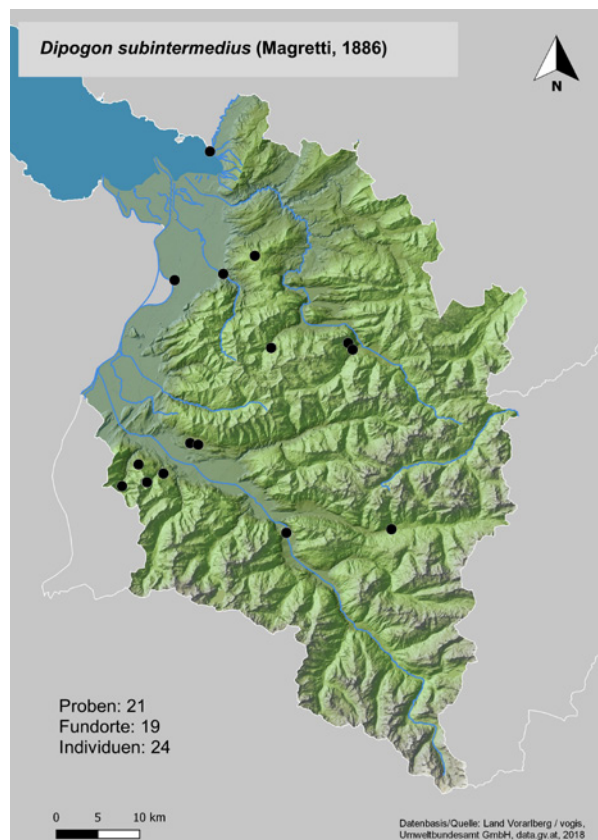 Dipogon subintermedius (Magretti, 1886)
N
Proben: 21
Fundorte: 19
Individuen: 24
0 5 10 km
Datenbasis/Quelle: Land Vorarlberg / vogis,
Umweltbundesamt GmbH, data.gv.at, 2018